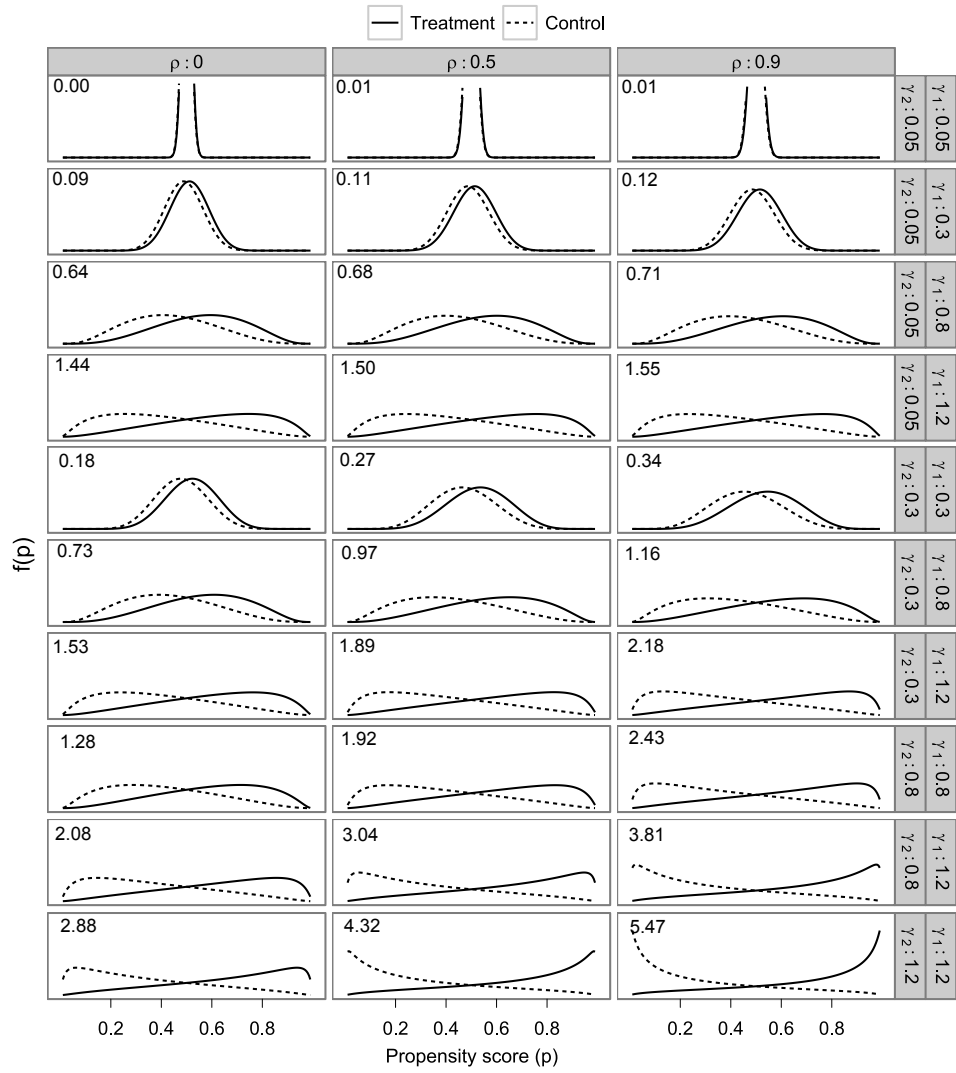 Treatment Control
ρ : 0 ρ : 0.5 ρ : 0.9
0.00 0.01 0.01 γ2 : 0.05 γ1 : 0.05
0.09 0.11 0.12 γ2 : 0.05 γ1 : 0.3
0.64 0.68 0.71 γ2 : 0.05 γ1 : 0.8
1.44 1.50 1.55 γ2 : 0.05 γ1 : 1.2
0.18 0.27 0.34 γ2 : 0.3 γ1 : 0.3
0.73 0.97 1.16 γ2 : 0.3 γ1 : 0.8
1.53 1.89 2.18 γ2 : 0.3 γ1 : 1.2
1.28 1.92 2.43 γ2 : 0.8 γ1 : 0.8
2.08 3.04 3.81 γ2 : 0.8 γ1 : 1.2
2.88 4.32 5.47 γ2 : 1.2 γ1 : 1.2
f(p)
0.2 0.4 0.6 0.8 0.2 0.4 0.6 0.8 0.2 0.4 0.6 0.8
Propensity score (p)